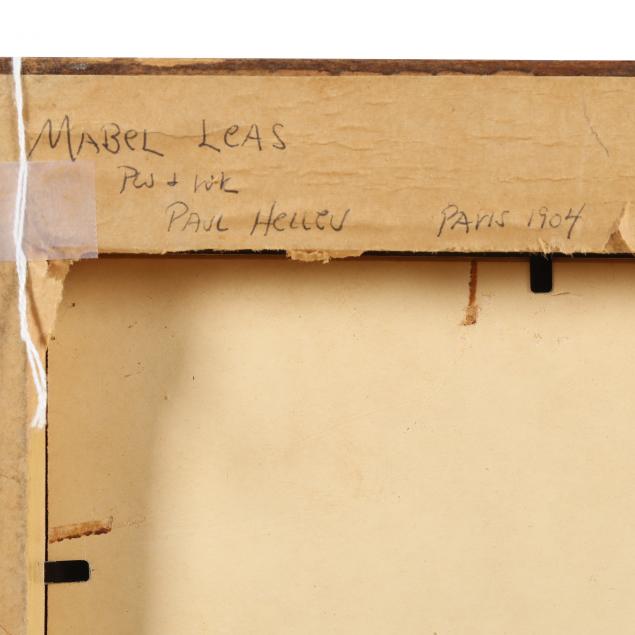 MABEL LEAS
Pen + ink
PAUL HELLEU PARIS 1904